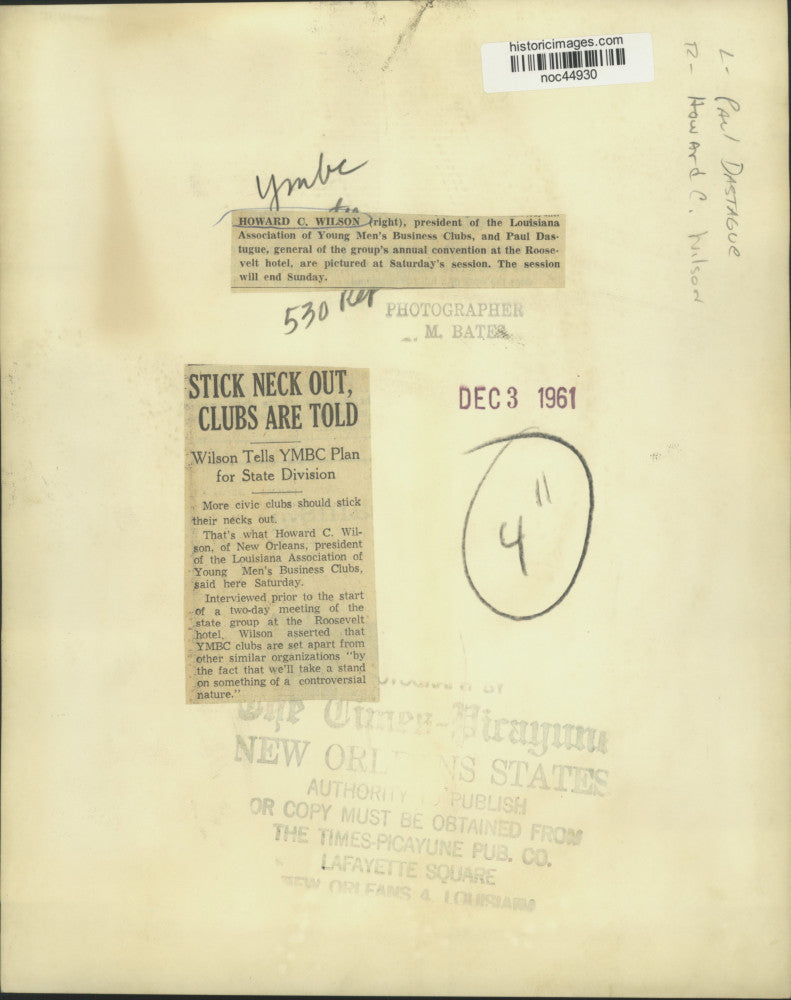 historicimages.com
noc44930
L- Paul DASTAGUE
R- Howard C. Wilson
Ymbc
HOWARD C. WILSON (right), president of the Louisiana
Association of Young Men's Business Clubs, and Paul Das-
tugue, general of the group's annual convention at the Roose-
velt hotel, are pictured at Saturday's session. The session
will end Sunday.
530
PHOTOGRAPHER
M. BATES
STICK NECK OUT,
CLUBS ARE TOLD
Wilson Tells YMBC Plan
for State Division
More civic clubs should stick
their necks out.
That's what Howard C. Wil-
son, of New Orleans, president
of the Louisiana Association of
Young Men's Business Clubs,
said here Saturday.
Interviewed prior to the start
of a two-day meeting of the
state group at the Roosevelt
hotel, Wilson asserted that
YMBC clubs are set apart from
other similar organizations "by
the fact that we'll take a stand
on something of a controversial
nature."
DEC 3 1961
4"
The Times-Picayune
NEW ORLEANS STATES
AUTHORITY TO PUBLISH
OR COPY MUST BE OBTAINED FROM
THE TIMES-PICAYUNE PUB. CO.
LAFAYETTE SQUARE
NEW ORLEANS 4, LOUISIANA